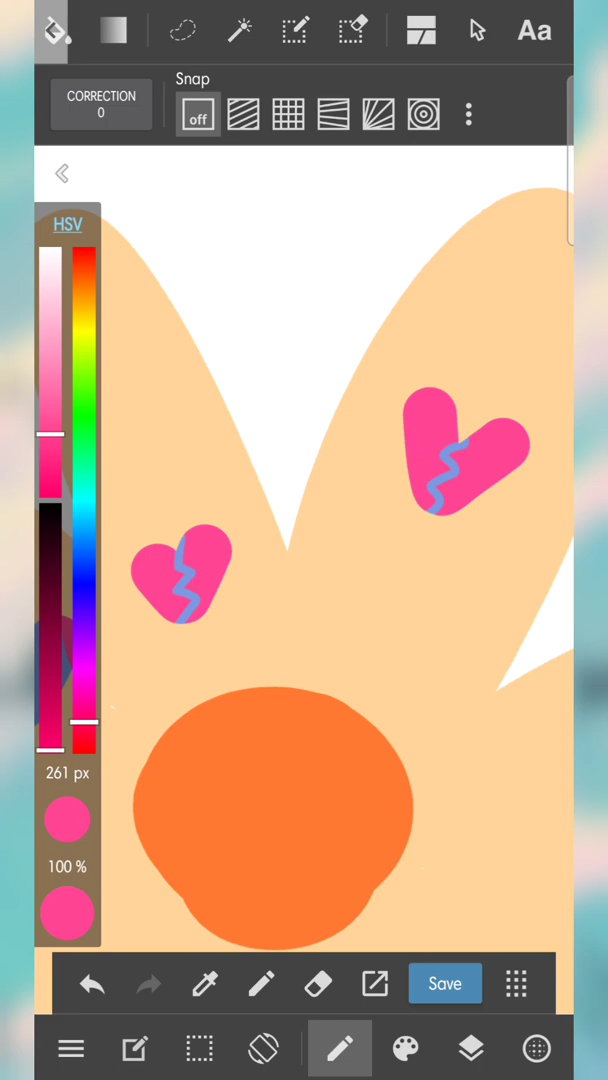 Aa
Snap
CORRECTION
0
off
HSV
261 px
100 %
Save